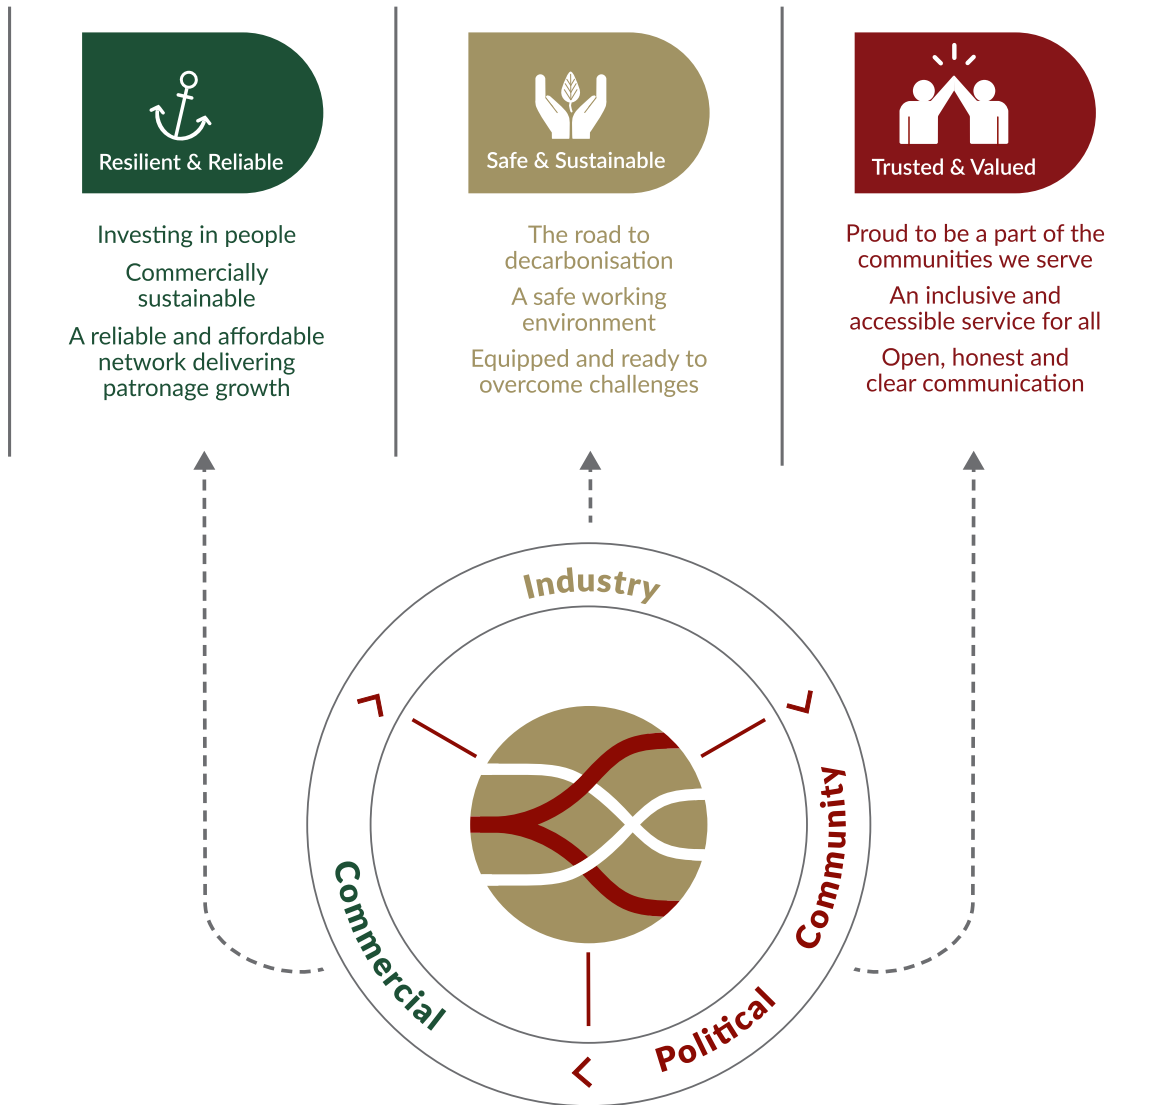 Resilient & Reliable
Investing in people
Commercially
sustainable
A reliable and affordable
network delivering
patronage growth
Safe & Sustainable
The road to
decarbonisation
A safe working
environment
Equipped and ready to
overcome challenges
Trusted & Valued
Proud to be a part of the
communities we serve
An inclusive and
accessible service for all
Open, honest and
clear communication
Industry
Community
Political
Commercial